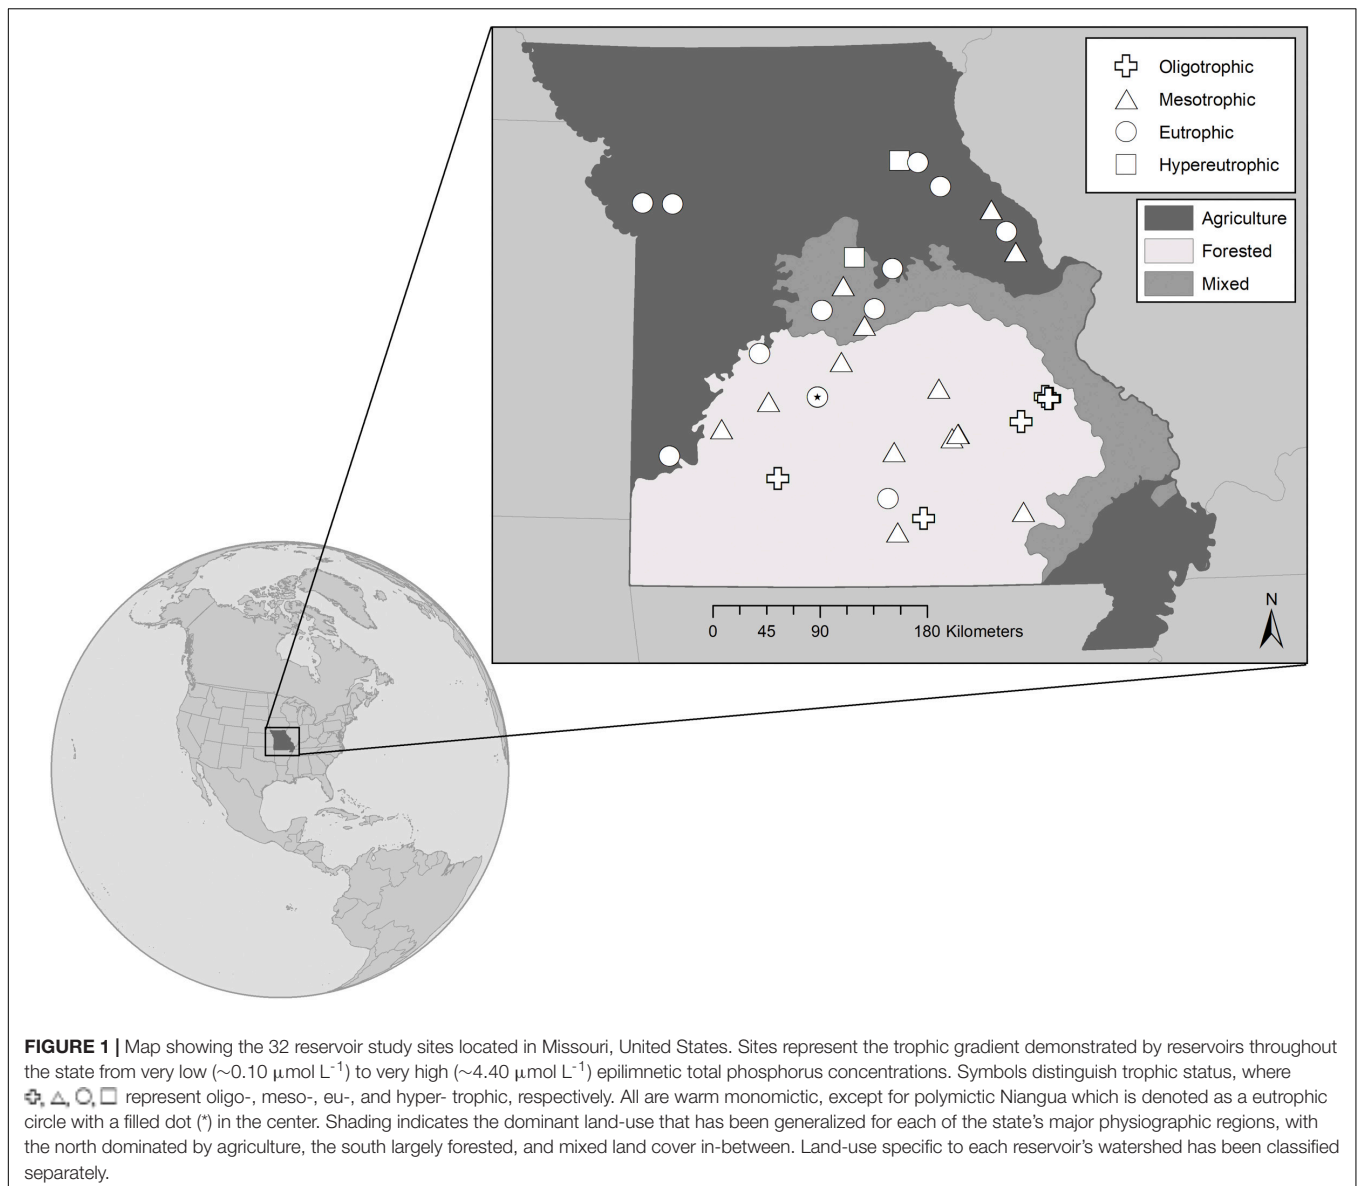 Oligotrophic
Mesotrophic
Eutrophic
Hypereutrophic
Agriculture
Forested
Mixed
N
0 45 90 180 Kilometers
FIGURE 1 | Map showing the 32 reservoir study sites located in Missouri, United States. Sites represent the trophic gradient demonstrated by reservoirs throughout
the state from very low (~0.10 μmol L-1) to very high (~4.40 μmol L-1) epilimnetic total phosphorus concentrations. Symbols distinguish trophic status, where
✚, △, ○, □ represent oligo-, meso-, eu-, and hyper- trophic, respectively. All are warm monomictic, except for polymictic Niangua which is denoted as a eutrophic
circle with a filled dot (*) in the center. Shading indicates the dominant land-use that has been generalized for each of the state's major physiographic regions, with
the north dominated by agriculture, the south largely forested, and mixed land cover in-between. Land-use specific to each reservoir's watershed has been classified
separately.